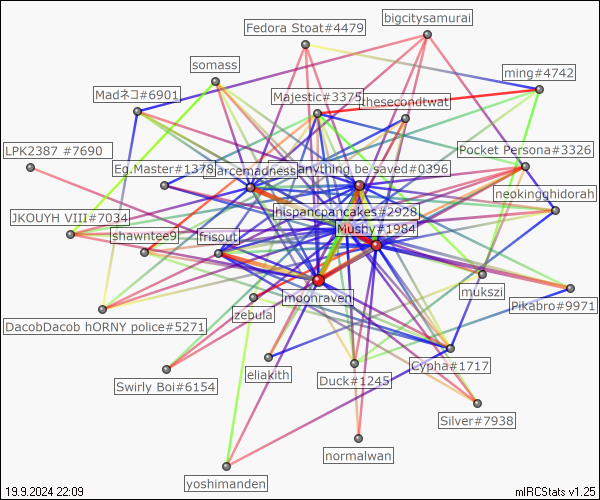 bigcitysamurai
Fedora Stoat#4479
somass
ming#4742
Madネコ#6901
Majestic#3375
thesecondtwat
LPK2387 #7690
Pocket Persona#3326
Eg.Master#1378
jarcemadness
anything be saved#0396
neokingghidorah
JKOUYH VIII#7034
hispancpancakes#2928
Mushy#1984
shawntee9
frisout
mukszi
moonraven
Pikabro#9971
zebula
DacobDacob hORNY police#5271
Cypha#1717
eliakith
Duck#1245
Swirly Boi#6154
Silver#7938
normalwan
yoshimanden
19.9.2024 22:09
mIRCStats v1.25